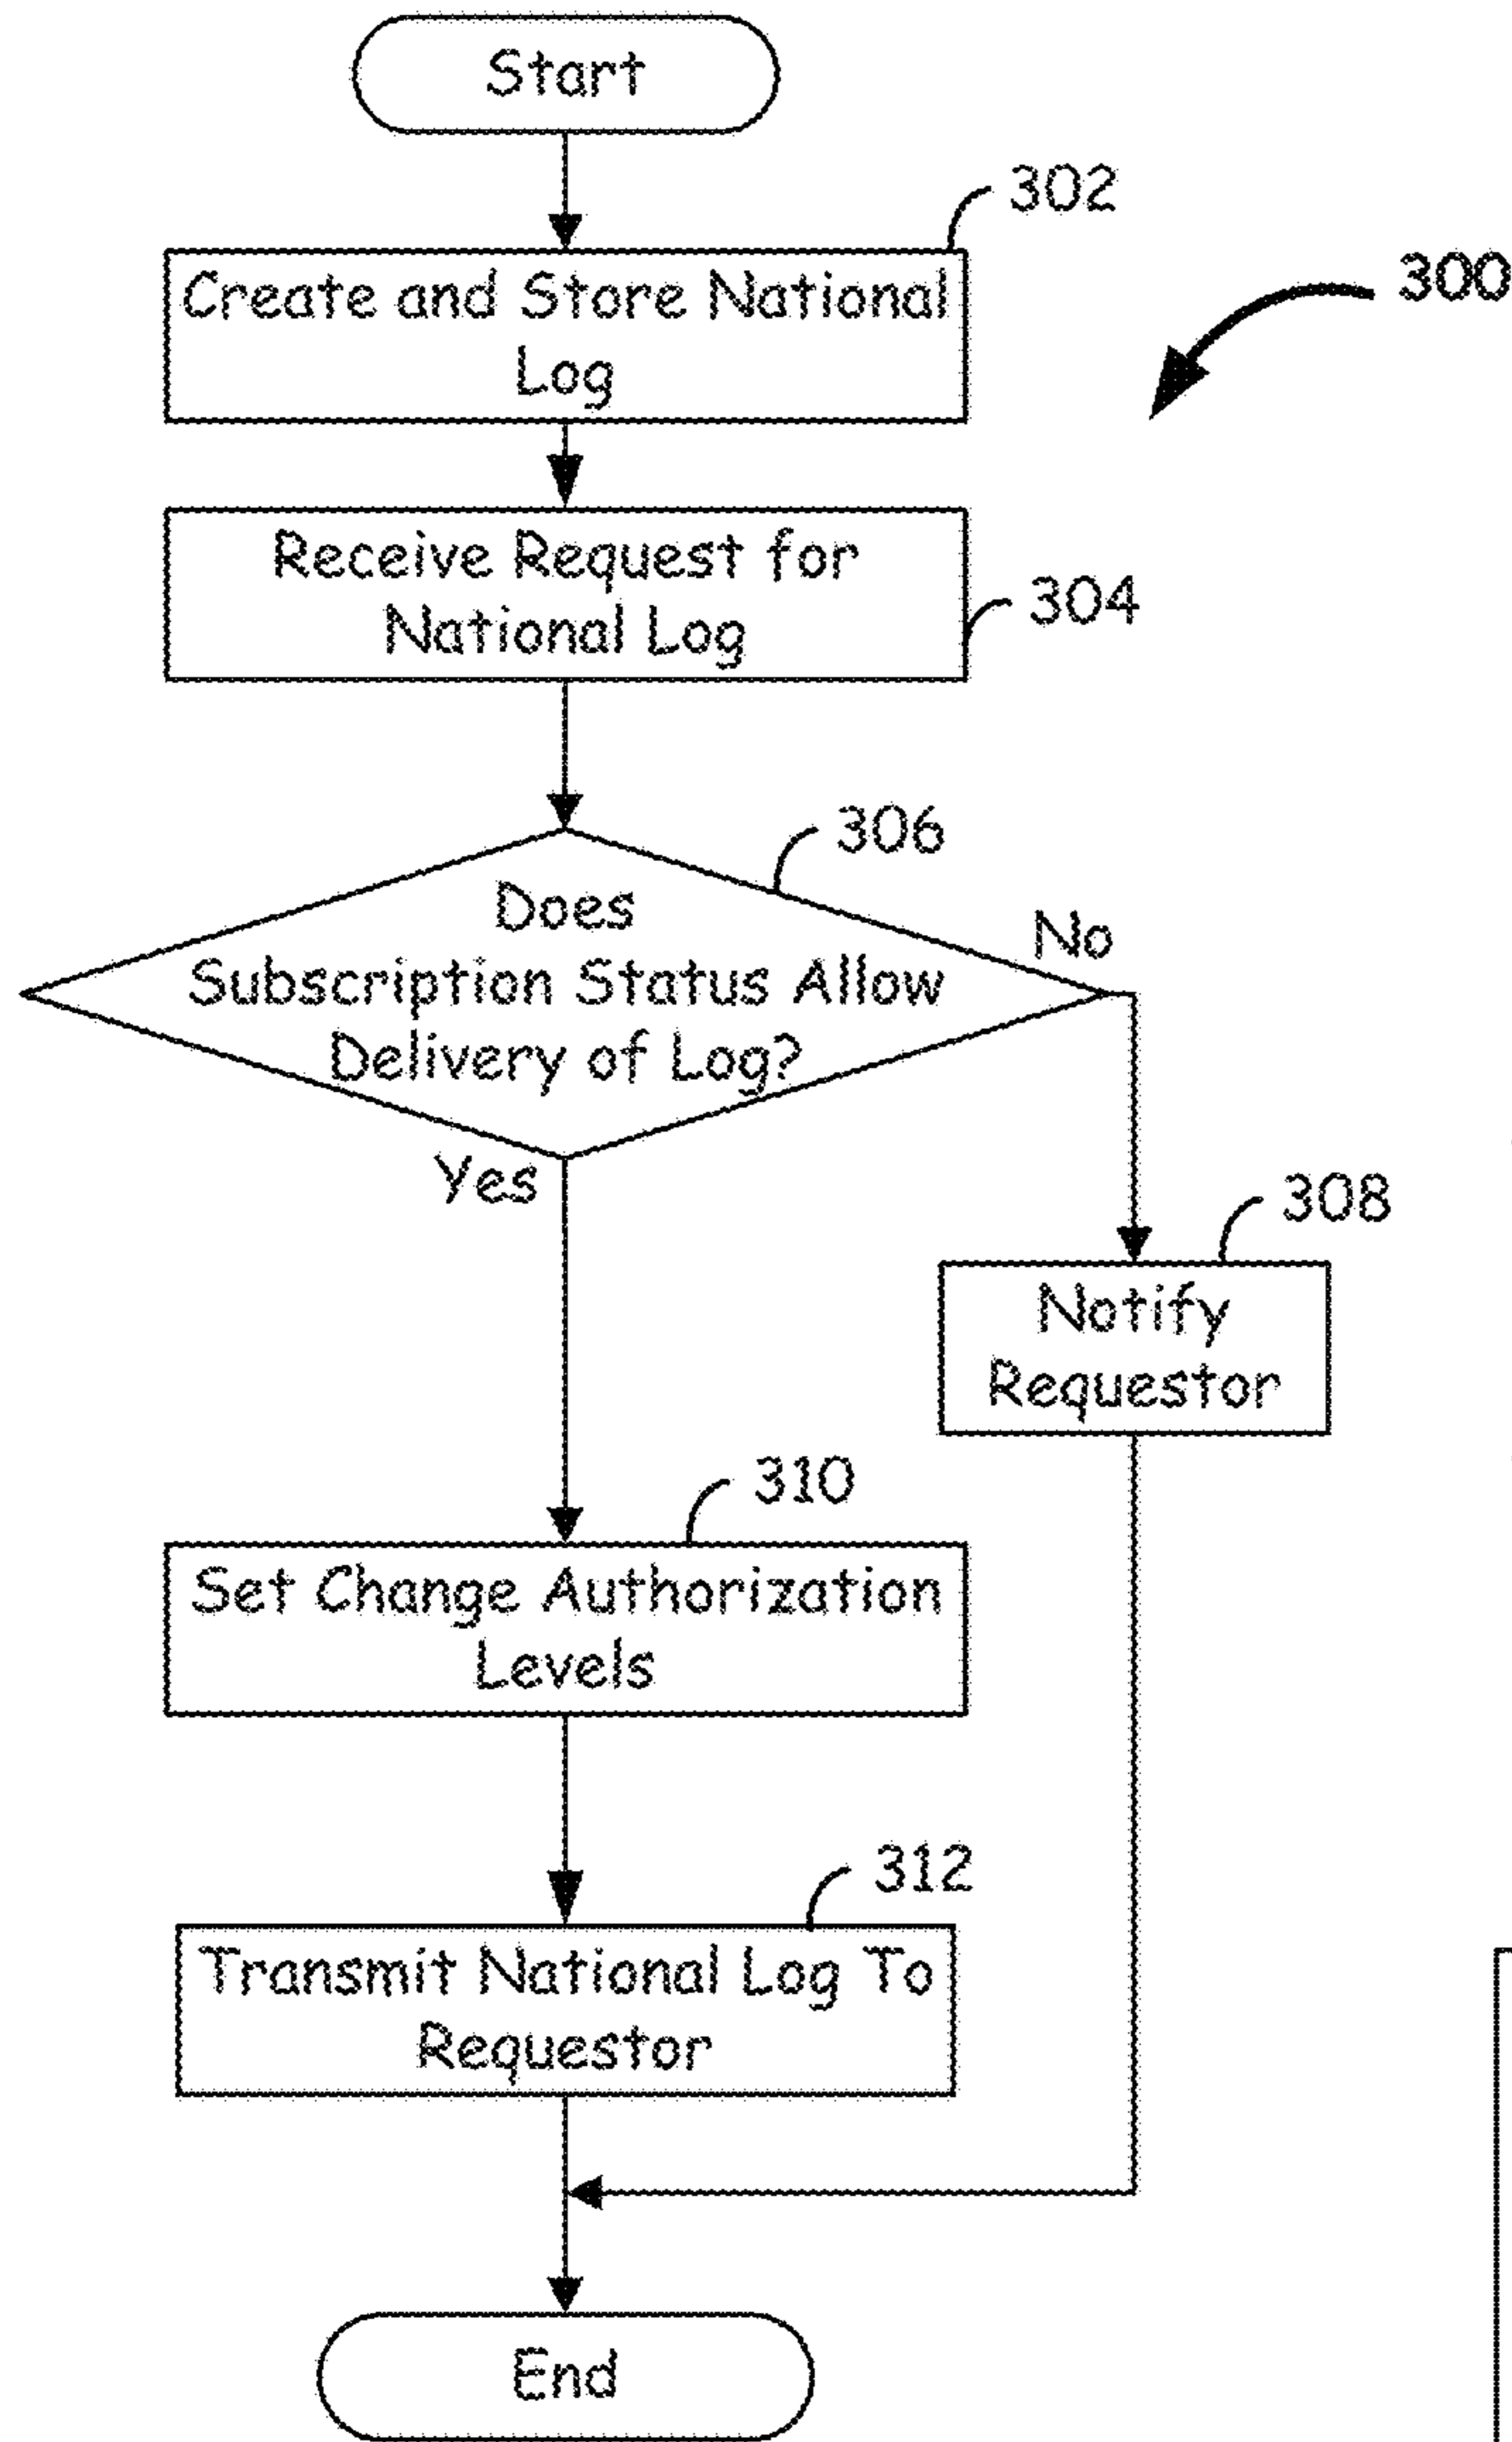 Start
302
300
Create and Store National
Log
Receive Request for
National Log
304
306
Does
Subscription Status Allow
Delivery of Log?
No
Yes
308
Notify
Requestor
310
Set Change Authorization
Levels
312
Transmit National Log To
Requestor
End